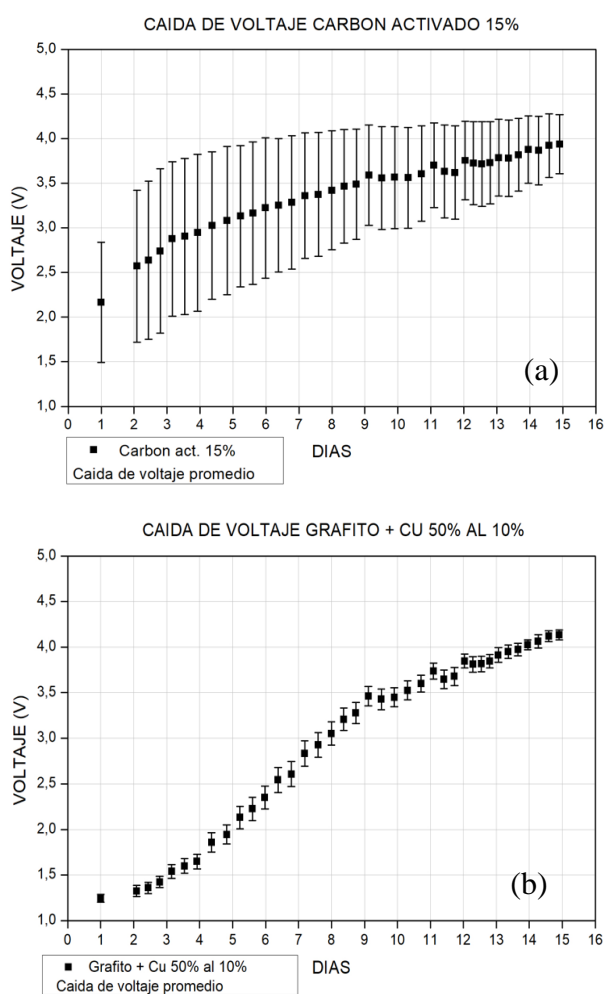 CAIDA DE VOLTAJE CARBON ACTIVADO 15%
5,0
4,5
4,0
3,5
3,0
2,5
2,0
1,5
1,0
VOLTAJE (V)
(a)
0 1 2 3 4 5 6 7 8 9 10 11 12 13 14 15 16
DIAS
Carbon act. 15%
Caida de voltaje promedio
CAIDA DE VOLTAJE GRAFITO + CU 50% AL 10%
5,0
4,5
4,0
3,5
3,0
2,5
2,0
1,5
1,0
VOLTAJE (V)
(b)
0 1 2 3 4 5 6 7 8 9 10 11 12 13 14 15 16
DIAS
Grafito + Cu 50% al 10%
Caida de voltaje promedio